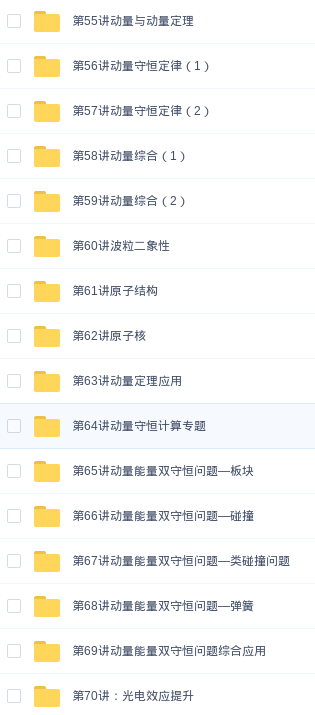 第55讲动量与动量定理
第56讲动量守恒定律（1）
第57讲动量守恒定律（2）
第58讲动量综合（1）
第59讲动量综合（2）
第60讲波粒二象性
第61讲原子结构
第62讲原子核
第63讲动量定理应用
第64讲动量守恒计算专题
第65讲动量能量双守恒问题—板块
第66讲动量能量双守恒问题—碰撞
第67讲动量能量双守恒问题—类碰撞问题
第68讲动量能量双守恒问题—弹簧
第69讲动量能量双守恒问题综合应用
第70讲：光电效应提升